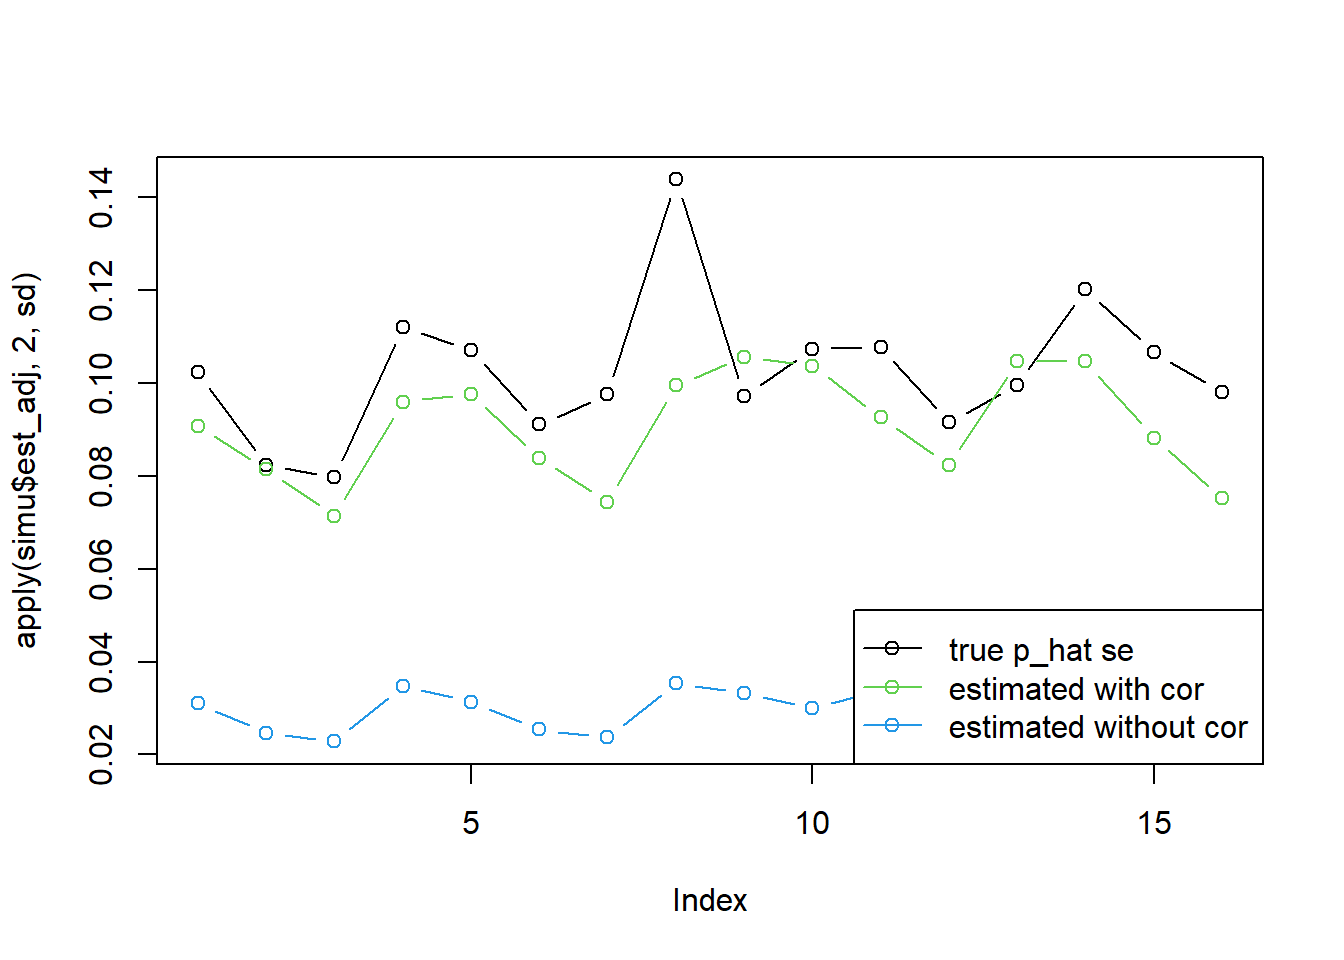 apply(simu$est_adj, 2, sd)
0.14
0.12
0.10
0.08
0.06
0.04
0.02
true p_hat se
estimated with cor
estimated without cor
5
10
15
Index